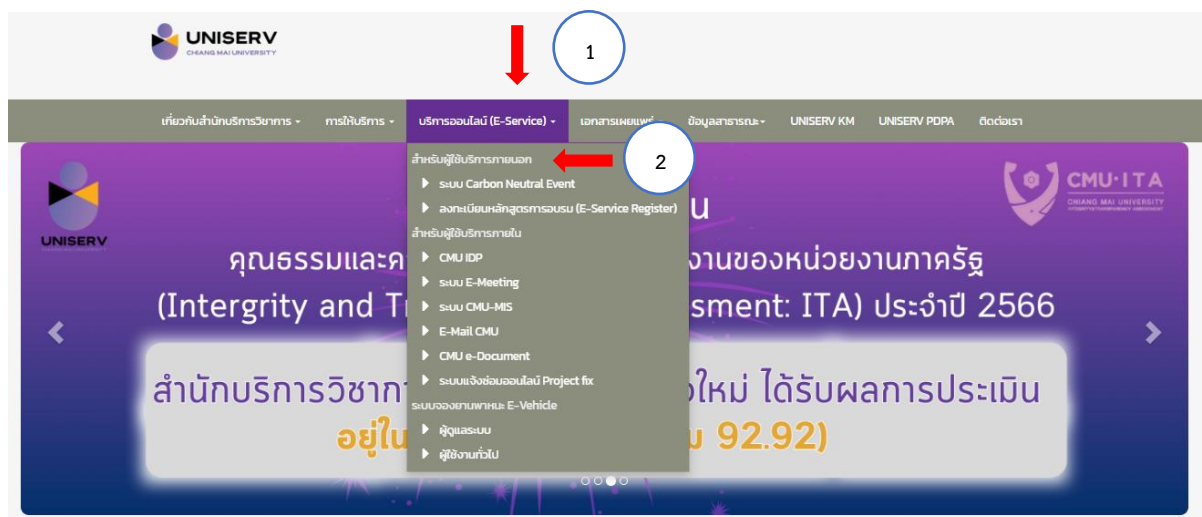 UNISERV
CHIANG MAI UNIVERSITY
1
เกี่ยวกับสำนักบริการวิชาการ
การให้บริการ
บริการออนไลน์ (E-Service)
เอกสารเผยแพร่
ข้อมูลสาธารณะ
UNISERV KM
UNISERV PDPA
ติดต่อเรา
สำหรับผู้ใช้บริการภายนอก
2
ระบบ Carbon Neutral Event
ลงทะเบียนหลักสูตรการอบรม (E-Service Register)
สำหรับผู้ใช้บริการภายใน
CMU IDP
ระบบ E-Meeting
ระบบ CMU-MIS
E-Mail CMU
CMU e-Document
ระบบแจ้งซ่อมออนไลน์ Project fix
ระบบจองยานพาหนะ E-Vehicle
ผู้ดูแลระบบ
ผู้ใช้งานทั่วไป
UNISERV
CMU·ITA
CHIANG MAI UNIVERSITY
น
คุณธรรมและค งานของหน่วยงานภาครัฐ
(Intergrity and T sment: ITA) ประจำปี 2566
สำนักบริการวิชาก งใหม่ ได้รับผลการประเมิน
อยู่ใน 92.92)